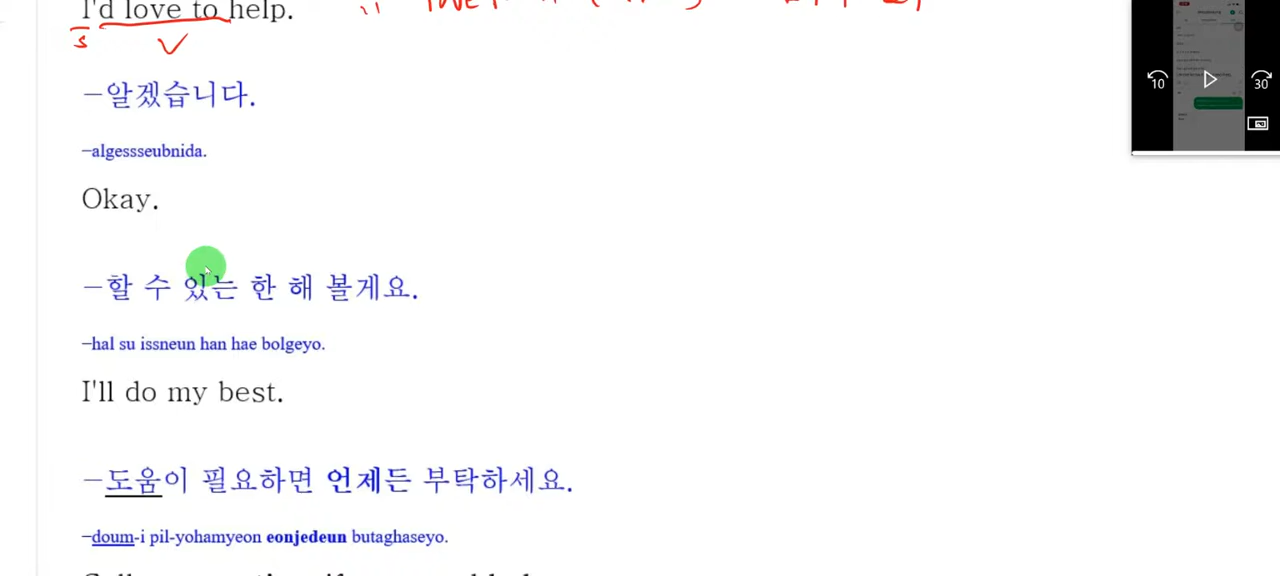 I'd love to help.
s
-알겠습니다.
-algessseubnida.
Okay.
-할 수 있는 한 해 볼게요.
-hal su issneun han hae bolgeyo.
I'll do my best.
-도움이 필요하면 언제든 부탁하세요.
-doum-i pil-yohamyeon eonjedeun butaghaseyo.
10
30